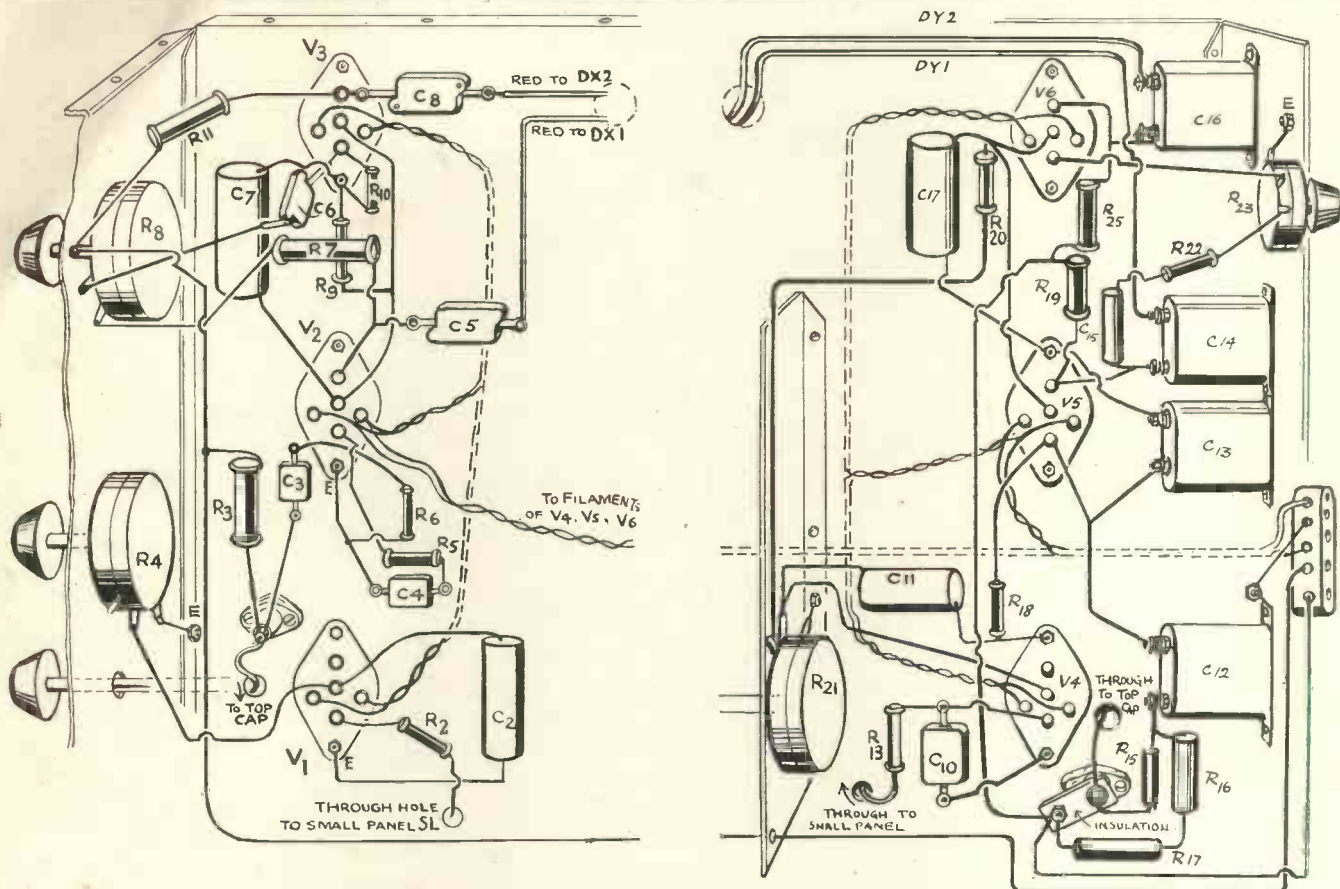 V3
C8
RED TO DX2
RED TO DX1
R11
R8
C7
C6
R10
R7
R9
V2
C5
R3
C3
E
R6
R5
C4
TO FILAMENTS
OF V4, V5, V6
R4
E
TO TOP
CAP
R2
C2
V1
E
THROUGH HOLE
TO SMALL PANEL SL
DY2
DY1
V6
C16
E
C17
R20
R25
R23
R22
R19
C15
C14
V5
C13
C11
R18
R21
V4
THROUGH
TO TOP
CAP
C12
R13
C10
R15
R16
THROUGH TO
SMALL PANEL
INSULATION
R17